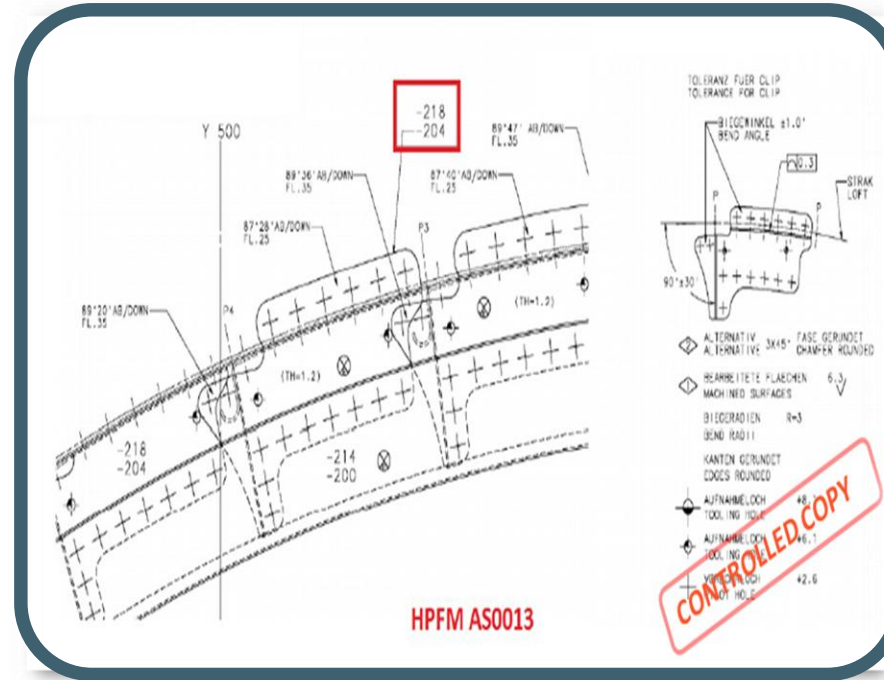 Y 500
-218
-204
89°47' AB/DOWN
FL.35
89°36'AB/DOWN
FL.35
87°40'AB/DOWN
FL.25
87°28'AB/DOWN
FL.25
P3
89°20'AB/DOWN
FL.35
P4
(TH=1.2)
(TH=1.2)
-218
-204
-214
-200
HPFM AS0013
TOLERANZ FUER CLIP
TOLERANCE FOR CLIP
BIEGEWINKEL ±1.0°
BEND ANGLE
0.3
STRAK
LOFT
P
P
90°±30'
2 ALTERNATIV 3X45° FASE GERUNDET
ALTERNATIVE CHAMFER ROUNDED
1 BEARBEITETE FLAECHEN 6.3
MACHINED SURFACES
BIEGERADIEN R=3
BEND RADII
KANTEN GERUNDET
EDGES ROUNDED
AUFNAHMELOCH
TOOLING HOLE
AUFNAHMELOCH
TOOLING
HOLE
CONTROLLED COPY